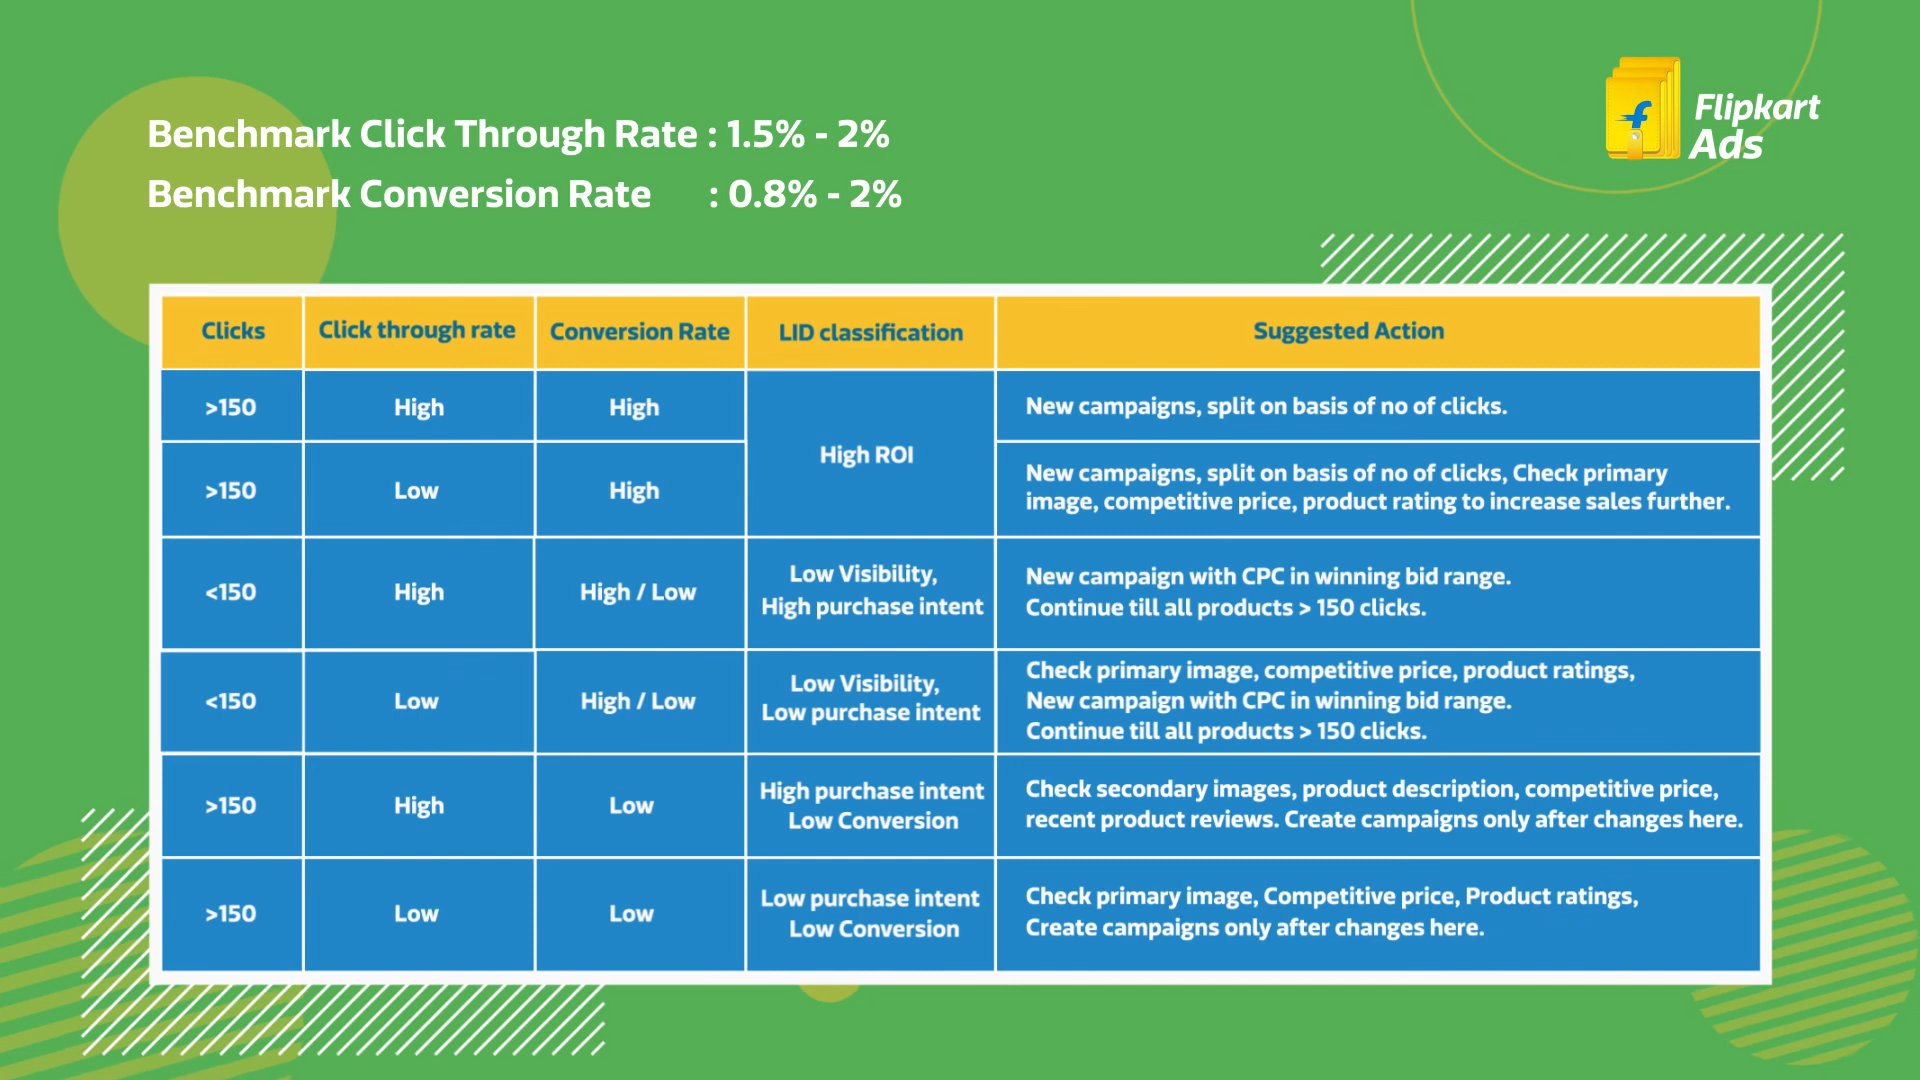 Benchmark Click Through Rate : 1.5% - 2%
Benchmark Conversion Rate : 0.8% - 2%
f
Flipkart
Ads
Clicks
Click through rate
Conversion Rate
LID classification
Suggested Action
>150
High
High
High ROI
New campaigns, split on basis of no of clicks.
>150
Low
High
New campaigns, split on basis of no of clicks, Check primary
image, competitive price, product rating to increase sales further.
<150
High
High / Low
Low Visibility,
High purchase intent
New campaign with CPC in winning bid range.
Continue till all products > 150 clicks.
<150
Low
High / Low
Low Visibility,
Low purchase intent
Check primary image, competitive price, product ratings,
New campaign with CPC in winning bid range.
Continue till all products > 150 clicks.
>150
High
Low
High purchase intent
Low Conversion
Check secondary images, product description, competitive price,
recent product reviews. Create campaigns only after changes here.
>150
Low
Low
Low purchase intent
Low Conversion
Check primary image, Competitive price, Product ratings,
Create campaigns only after changes here.